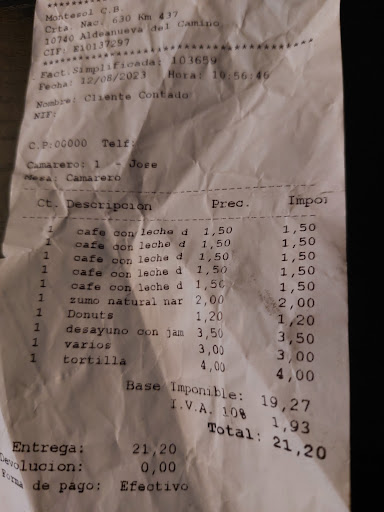 *****************************
Montesol C.B.
Crta. Nac. 630 Km 437
10740 Aldeanueva del Camino
CIF: E10137297
*****************************
Fact.Simplificada: 103659
Fecha: 12/08/2023 Hora: 10:56:46
Nombre: Cliente Contado
NIF:
C.P:00000 Telf:
Camarero: 1 - Jose
Mesa: Camarero
Ct. Descripcion Prec. Impor
1 cafe con leche d 1,50 1,50
1 cafe con leche d 1,50 1,50
1 cafe con leche d 1,50 1,50
1 cafe con leche d 1,50 1,50
1 cafe con leche d 1,50 1,50
1 zumo natural nar 2,00 2,00
1 Donuts 1,20 1,20
1 desayuno con jam 3,50 3,50
1 varios 3,00 3,00
1 tortilla 4,00 4,00
Base Imponible: 19,27
I.V.A. 10% 1,93
Total: 21,20
Entrega: 21,20
Devolucion: 0,00
Forma de pago: Efectivo